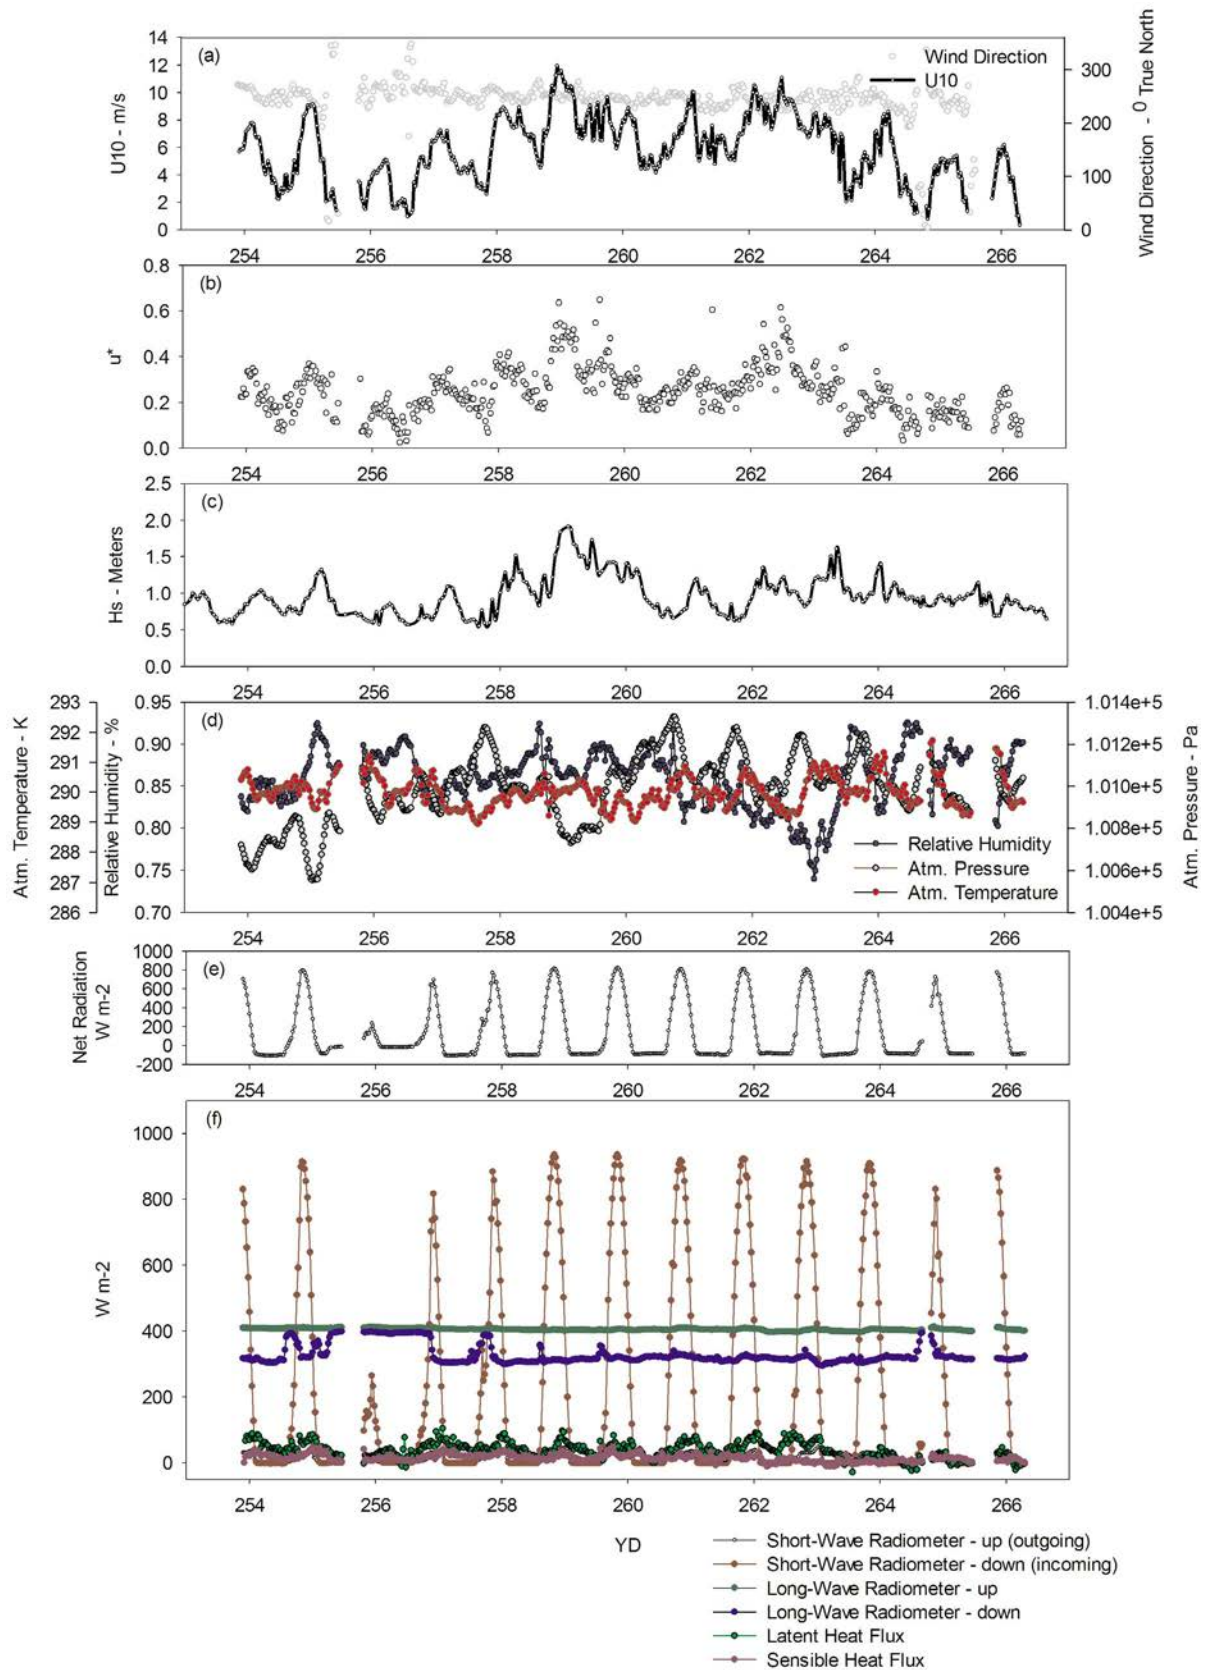 (a)
14
12
10
8
6
4
2
0
U10 - m/s
Wind Direction
U10
300
200
100
0
Wind Direction - 0 True North
254 256 258 260 262 264 266
(b)
0.8
0.6
0.4
0.2
0.0
u*
254 256 258 260 262 264 266
(c)
2.5
2.0
1.5
1.0
0.5
0.0
Hs - Meters
254 256 258 260 262 264 266
(d)
293
292
291
290
289
288
287
286
Atm. Temperature - K
0.95
0.90
0.85
0.80
0.75
0.70
Relative Humidity - %
Relative Humidity
Atm. Pressure
Atm. Temperature
1.014e+5
1.012e+5
1.010e+5
1.008e+5
1.006e+5
1.004e+5
Atm. Pressure - Pa
254 256 258 260 262 264 266
(e)
1000
800
600
400
200
0
-200
Net Radiation
W m-2
254 256 258 260 262 264 266
(f)
1000
800
600
400
200
0
W m-2
254 256 258 260 262 264 266
YD
Short-Wave Radiometer - up (outgoing)
Short-Wave Radiometer - down (incoming)
Long-Wave Radiometer - up
Long-Wave Radiometer - down
Latent Heat Flux
Sensible Heat Flux